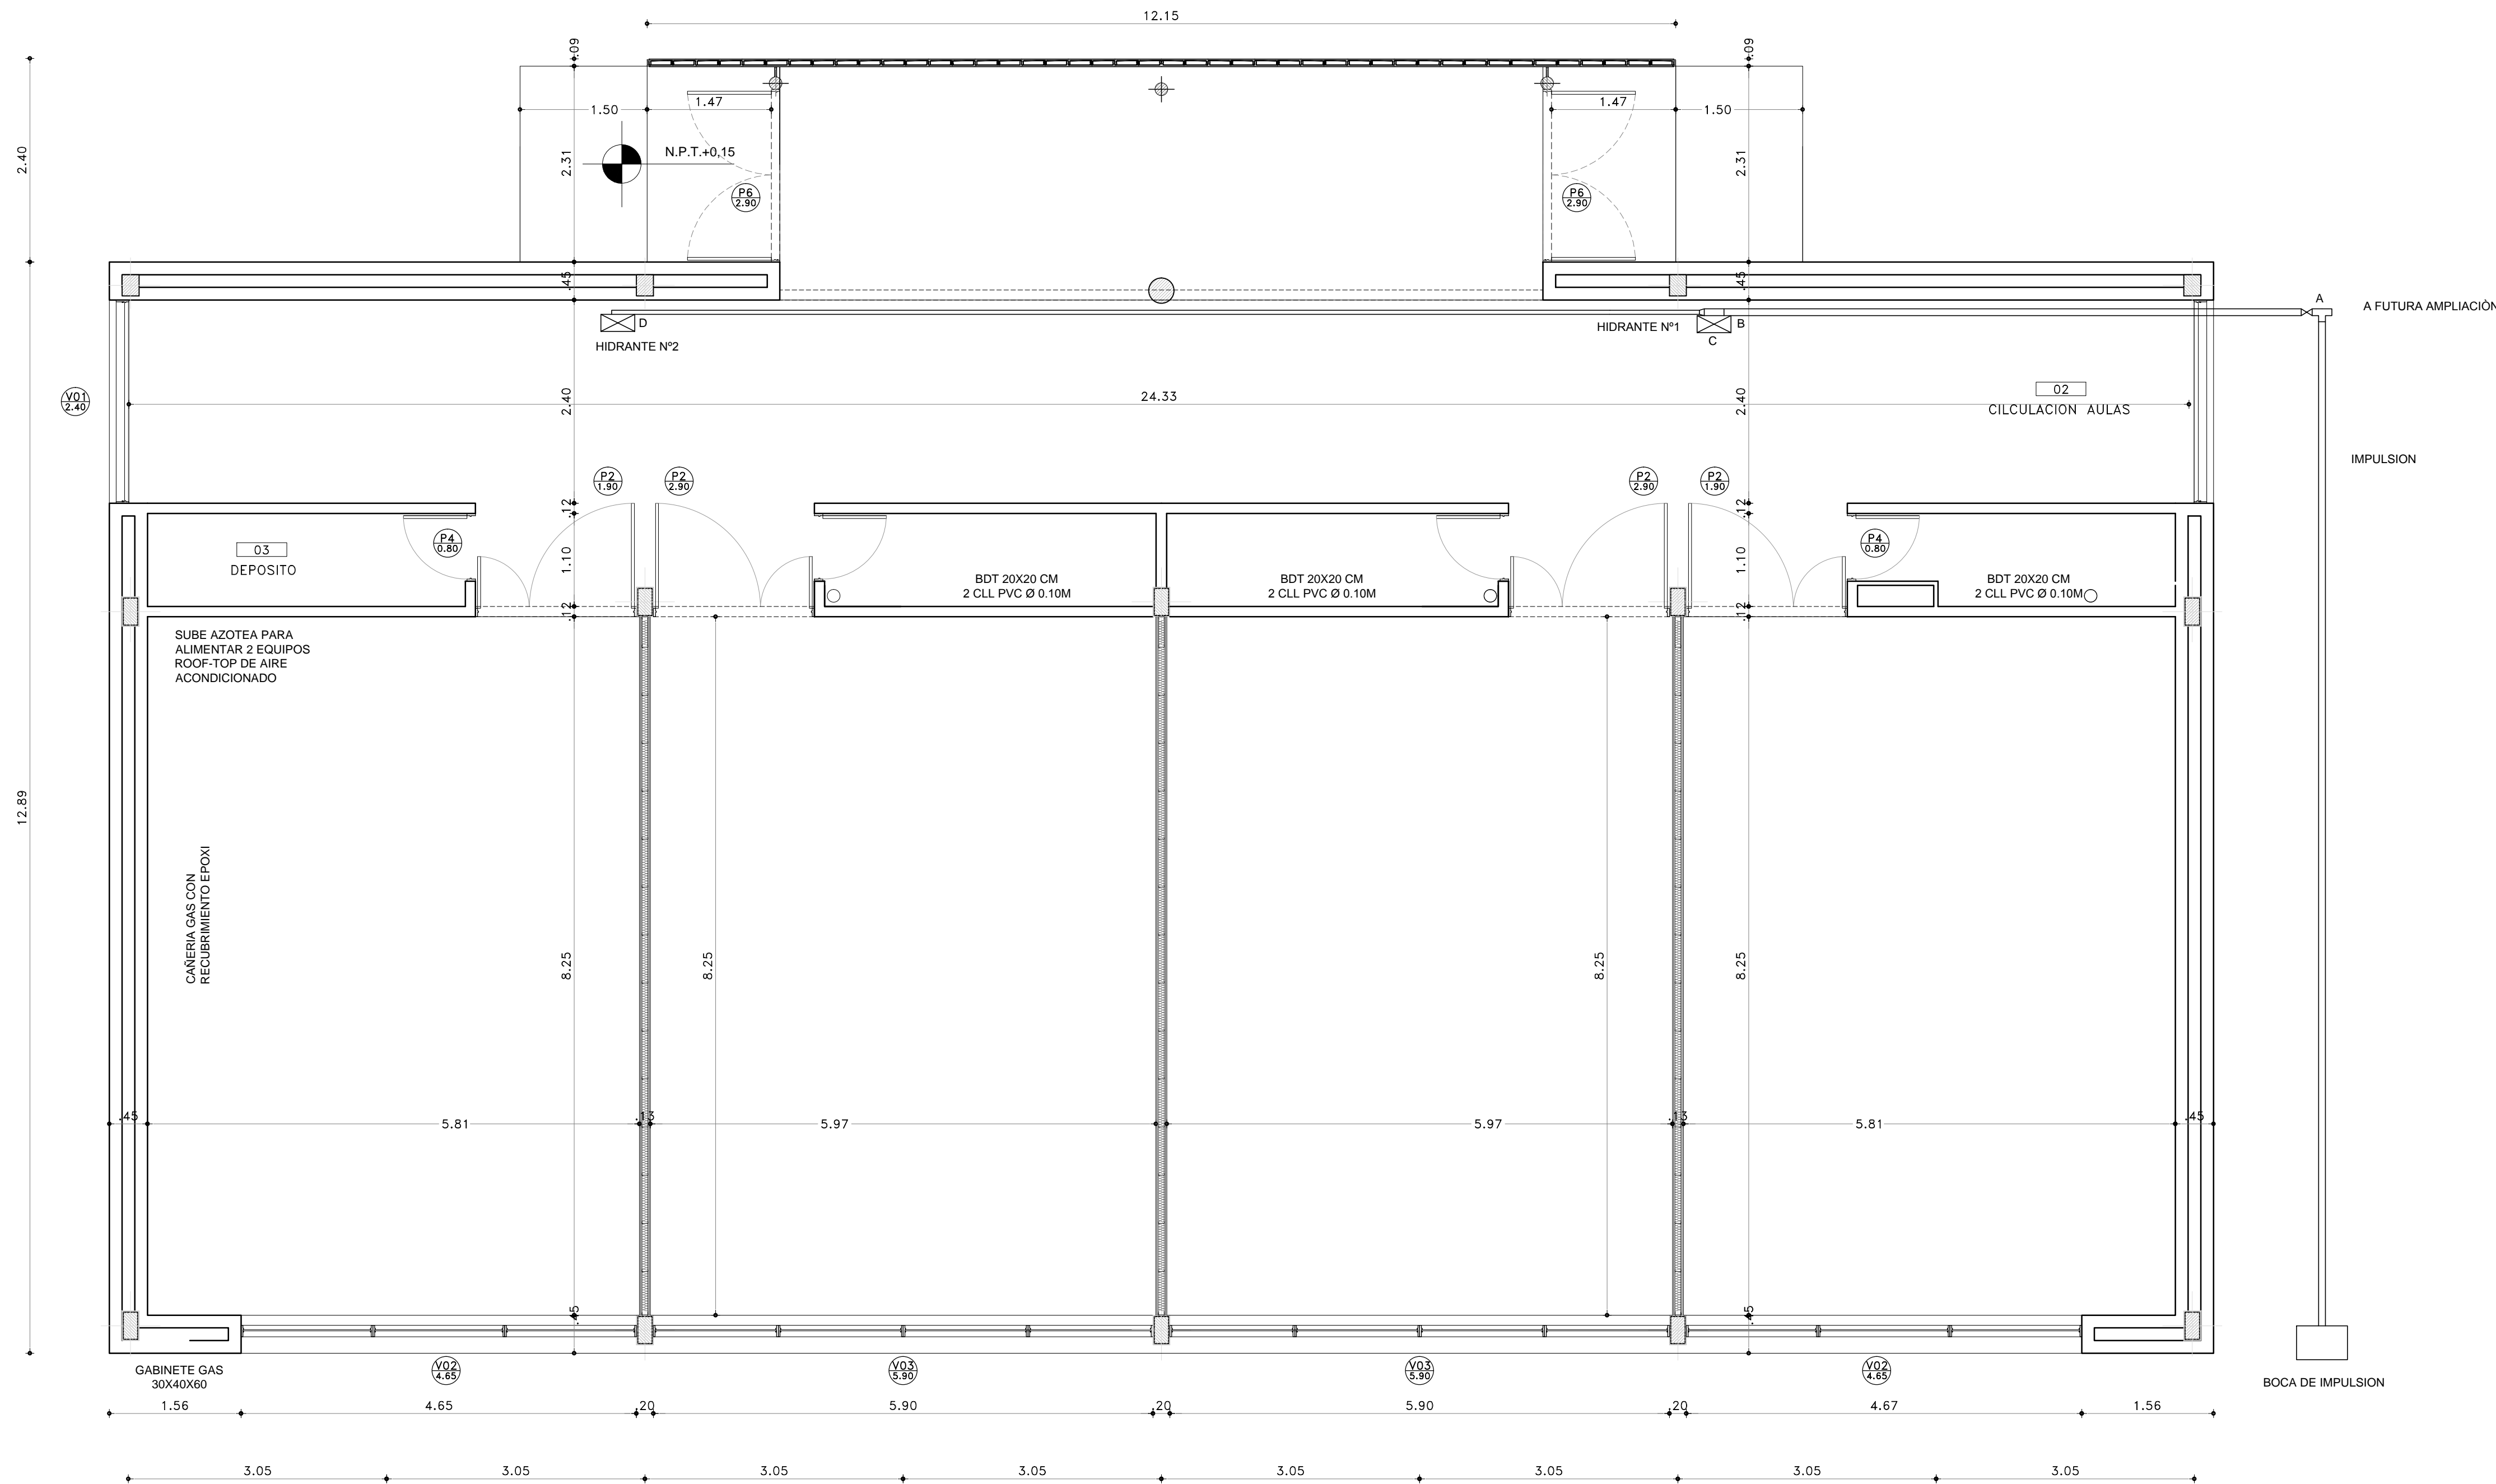 12.15
.09
.09
1.50
1.47
1.47
1.50
2.40
2.31
N.P.T.+0,15
2.31
P6
2.90
P6
2.90
.45
.45
A
A FUTURA AMPLIACIÒN
D
HIDRANTE Nº1
B
HIDRANTE Nº2
C
V01
2.40
2.40
24.33
2.40
02
CILCULACION AULAS
IMPULSION
P2
1.90
P2
2.90
P2
2.90
P2
1.90
.12
.12
03
DEPOSITO
P4
0.80
1.10
1.10
P4
0.80
BDT 20X20 CM
2 CLL PVC Ø 0.10M
BDT 20X20 CM
2 CLL PVC Ø 0.10M
BDT 20X20 CM
2 CLL PVC Ø 0.10M
.12
.12
SUBE AZOTEA PARA
ALIMENTAR 2 EQUIPOS
ROOF-TOP DE AIRE
ACONDICIONADO
12.89
CAÑERIA GAS CON
RECUBRIMIENTO EPOXI
8.25
8.25
8.25
8.25
.45
5.81
.13
5.97
5.97
.13
5.81
.45
.45
.45
GABINETE GAS
30X40X60
V02
4.65
V03
5.90
V03
5.90
V02
4.65
BOCA DE IMPULSION
1.56
4.65
.20
5.90
.20
5.90
.20
4.67
1.56
3.05
3.05
3.05
3.05
3.05
3.05
3.05
3.05